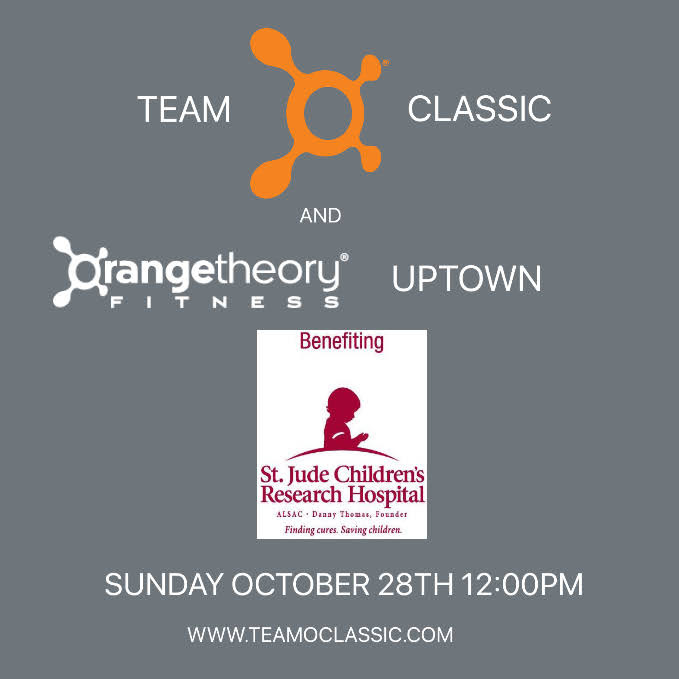 TEAM CLASSIC
AND
Orangetheory® UPTOWN
FITNESS
Benefiting
St. Jude Children's
Research Hospital
ALSAC · Danny Thomas, Founder
Finding cures. Saving children.
SUNDAY OCTOBER 28TH 12:00PM
WWW.TEAMOCLASSIC.COM